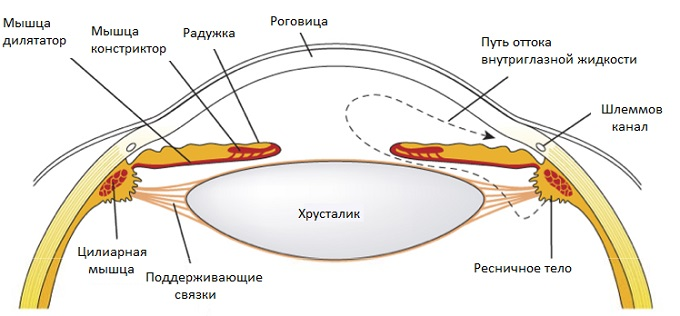 Мышца
дилятатор
Мышца
констриктор
Радужка
Роговица
Путь оттока
внутриглазной жидкости
Шлеммов
канал
Хрусталик
Цилиарная
мышца
Поддерживающие
связки
Ресничное тело